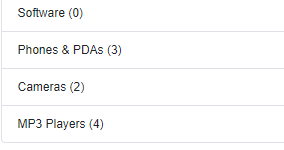 Software (0)
Phones & PDAs (3)
Cameras (2)
MP3 Players (4)